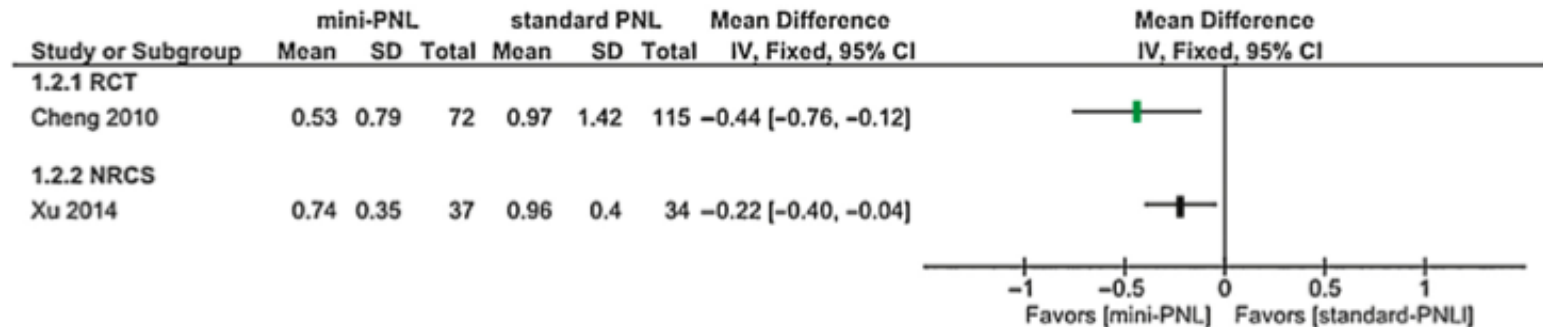 mini-PNL standard PNL Mean Difference Mean Difference
Study or Subgroup Mean SD Total Mean SD Total IV, Fixed, 95% CI IV, Fixed, 95% CI
1.2.1 RCT
Cheng 2010 0.53 0.79 72 0.97 1.42 115 −0.44 [−0.76, −0.12]
1.2.2 NRCS
Xu 2014 0.74 0.35 37 0.96 0.4 34 −0.22 [−0.40, −0.04]
−1 −0.5 0 0.5 1
Favors [mini-PNL] Favors [standard-PNLI]